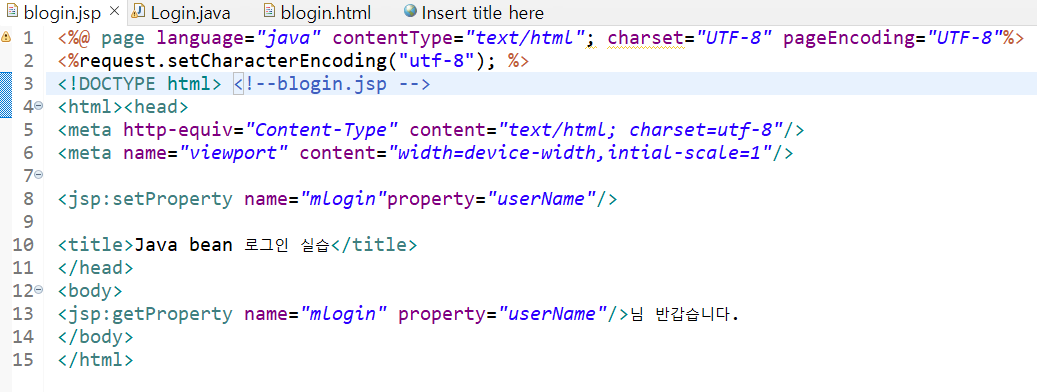 blogin.jsp Login.java blogin.html Insert title here
1 <%@ page language="java" contentType="text/html"; charset="UTF-8" pageEncoding="UTF-8"%>
2 <%request.setCharacterEncoding("utf-8"); %>
3 <!DOCTYPE html> <!--blogin.jsp -->
4 <html><head>
5 <meta http-equiv="Content-Type" content="text/html; charset=utf-8"/>
6 <meta name="viewport" content="width=device-width,intial-scale=1"/>
7
8 <jsp:setProperty name="mlogin"property="userName"/>
9
10 <title>Java bean 로그인 실습</title>
11 </head>
12 <body>
13 <jsp:getProperty name="mlogin" property="userName"/>님 반갑습니다.
14 </body>
15 </html>